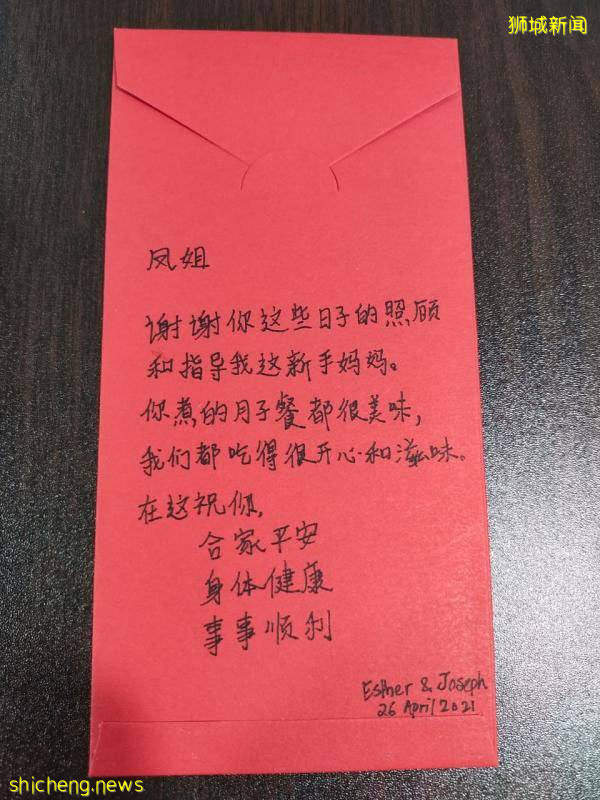 狮城新闻
凤姐
谢谢你这些日子的照顾
和指导我这新手妈妈。
你煮的月子餐都很美味,
我们都吃得很开心和滋味。
在这祝你,
合家平安
身体健康
事事顺利
Esther & Joseph
26 April 2021
shicheng.news